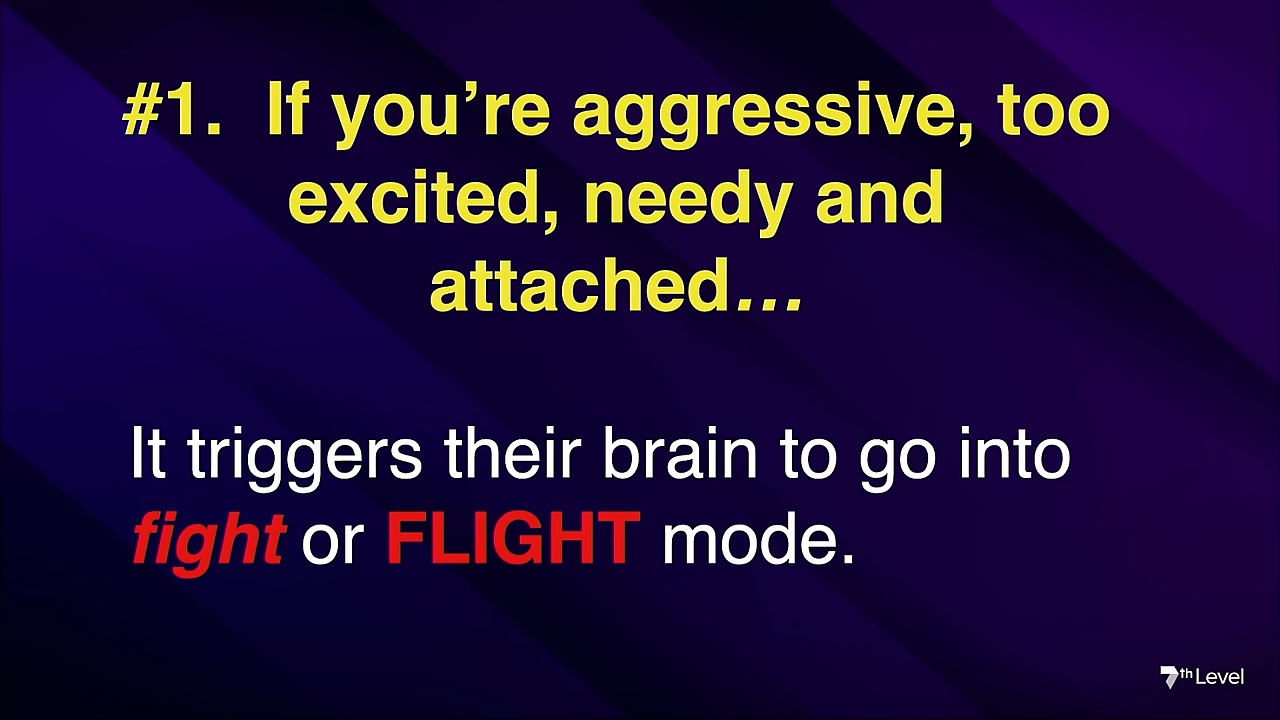 #1.  If you’re aggressive, too
excited, needy and
attached…
It triggers their brain to go into
fight or FLIGHT mode.
7th Level